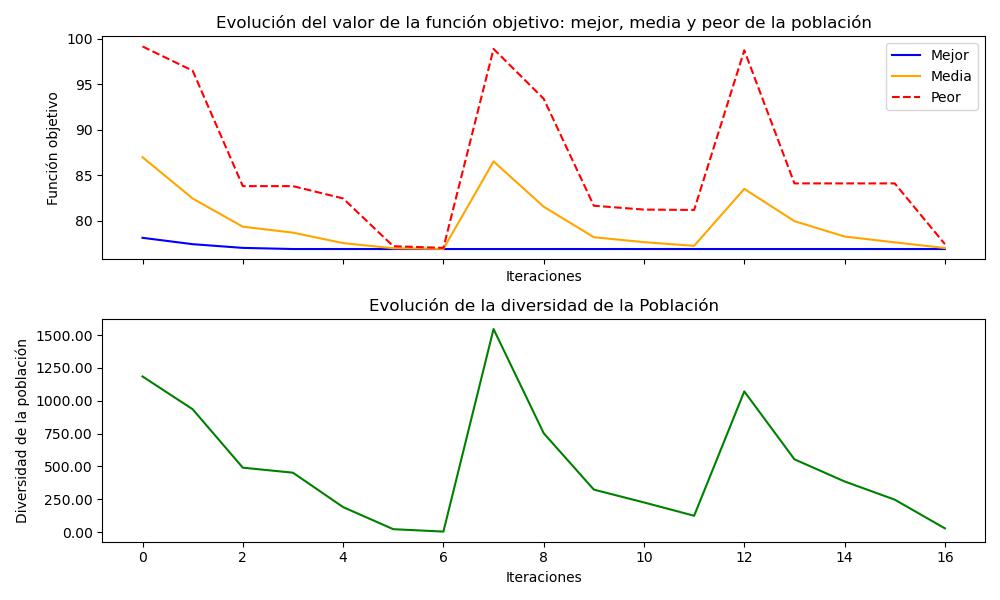 Evolución del valor de la función objetivo: mejor, media y peor de la población
100
95
90
85
80
Función objetivo
Mejor
Media
Peor
Iteraciones
Evolución de la diversidad de la Población
1500.00
1250.00
1000.00
750.00
500.00
250.00
0.00
Diversidad de la población
0 2 4 6 8 10 12 14 16
Iteraciones